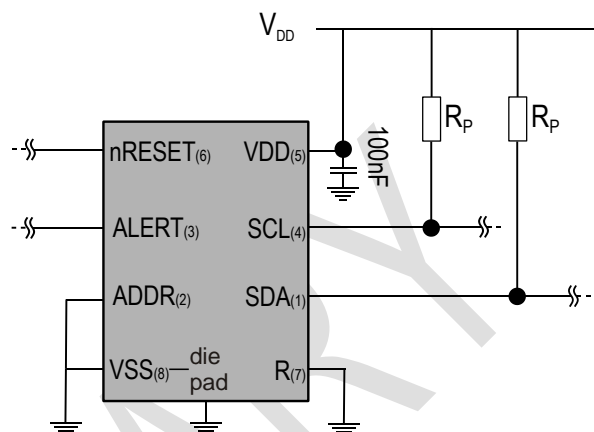 VDD
nRESET(6) VDD(5) 100nF RP RP
ALERT(3) SCL(4)
ADDR(2) SDA(1)
VSS(8) die
pad R(7)